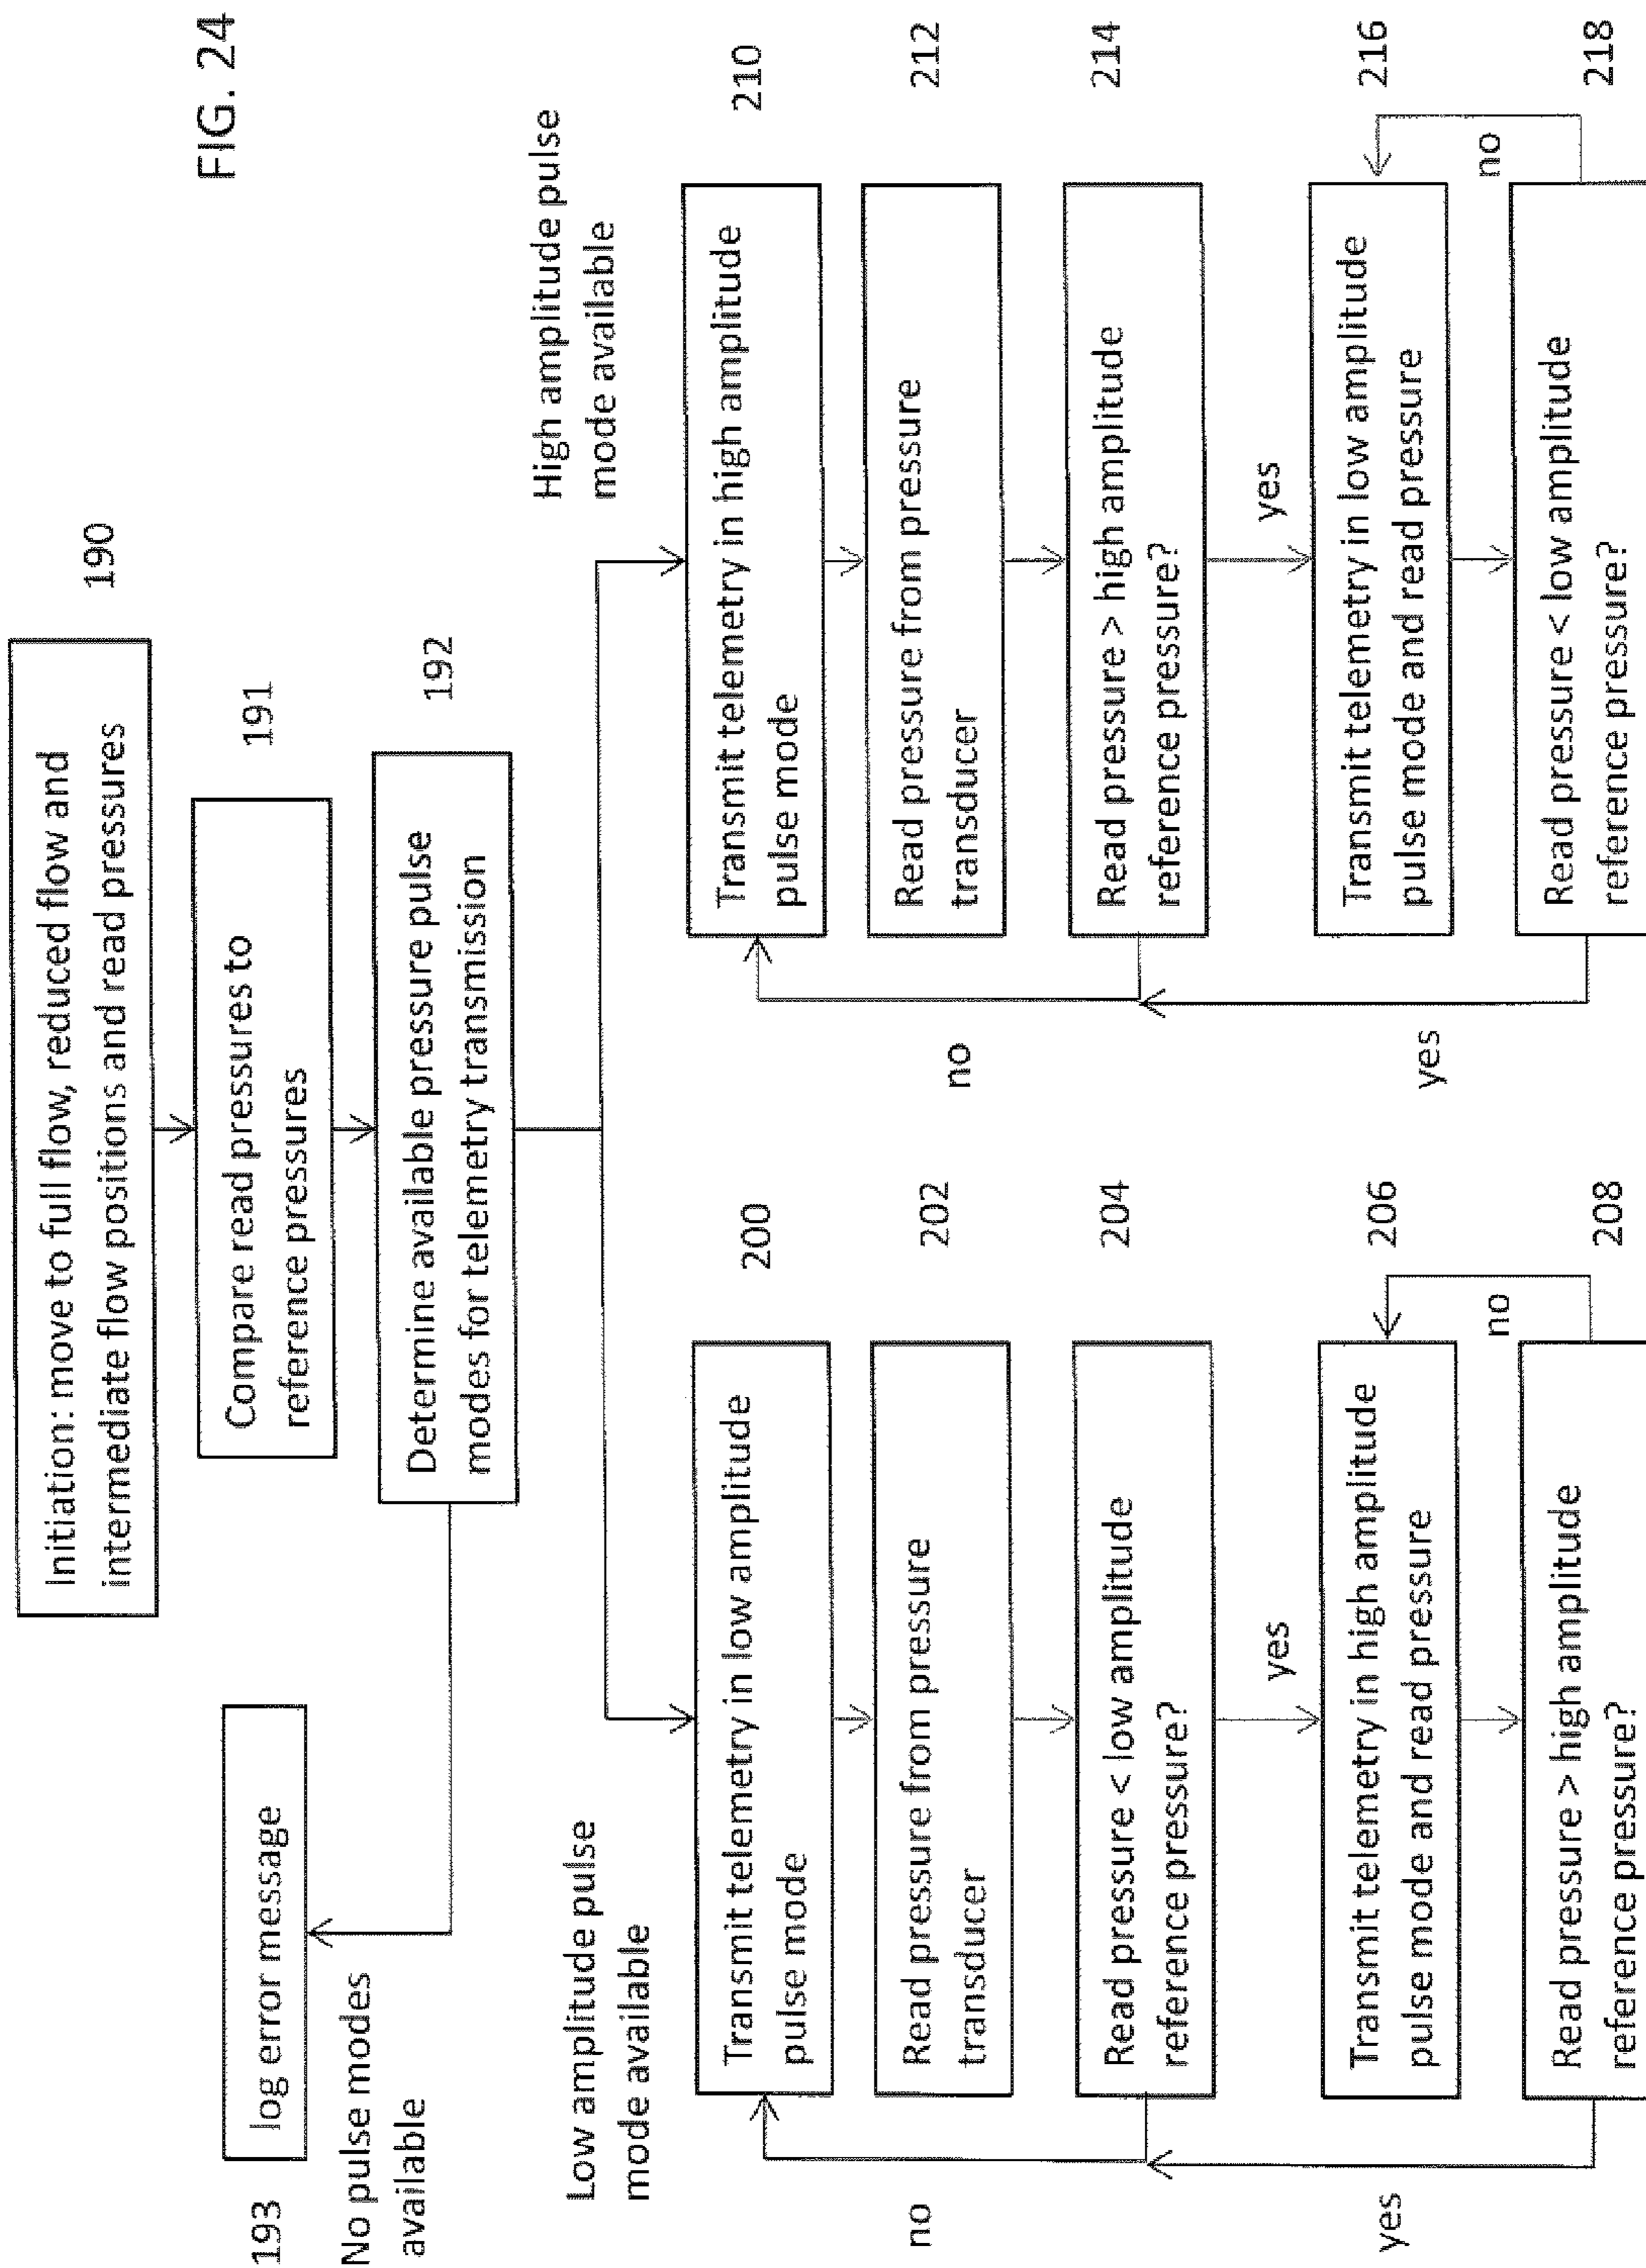 FIG. 24
Initiation: move to full flow, reduced flow and
intermediate flow positions and read pressures
190
Compare read pressures to
reference pressures
191
Determine available pressure pulse
modes for telemetry transmission
192
193
log error message
No pulse modes
available
Low amplitude pulse
mode available
Transmit telemetry in low amplitude
pulse mode
200
Read pressure from pressure
transducer
202
Read pressure < low amplitude
reference pressure?
204
no
yes
Transmit telemetry in high amplitude
pulse mode and read pressure
206
Read pressure > high amplitude
reference pressure?
208
no
yes
High amplitude pulse
mode available
Transmit telemetry in high amplitude
pulse mode
210
Read pressure from pressure
transducer
212
Read pressure > high amplitude
reference pressure?
214
no
yes
Transmit telemetry in low amplitude
pulse mode and read pressure
216
Read pressure < low amplitude
reference pressure?
218
no
yes